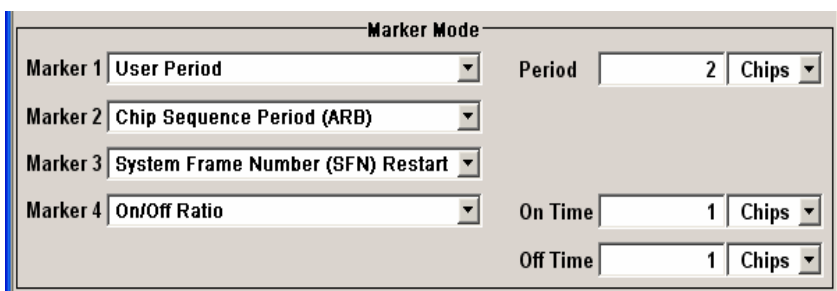 Marker Mode
Marker 1 User Period Period 2 Chips
Marker 2 Chip Sequence Period (ARB)
Marker 3 System Frame Number (SFN) Restart
Marker 4 On/Off Ratio On Time 1 Chips
Off Time 1 Chips